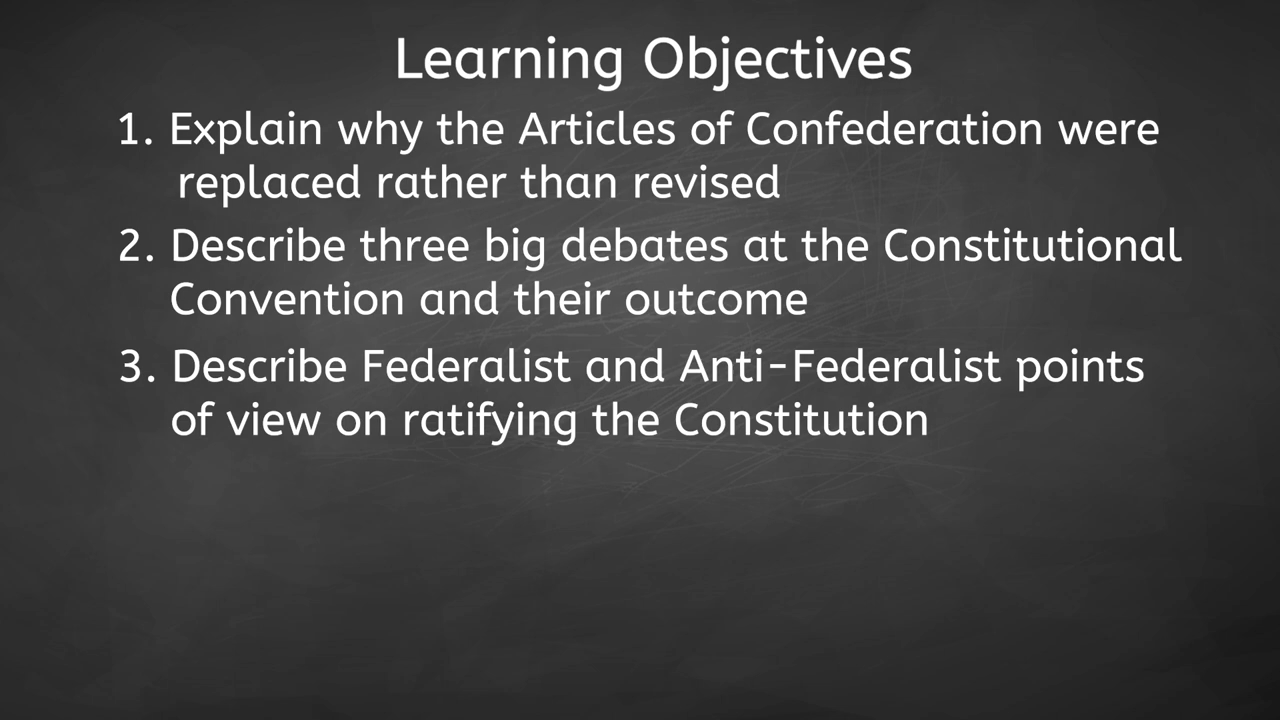 Learning Objectives
1. Explain why the Articles of Confederation were
replaced rather than revised
2. Describe three big debates at the Constitutional
Convention and their outcome
3. Describe Federalist and Anti-Federalist points
of view on ratifying the Constitution